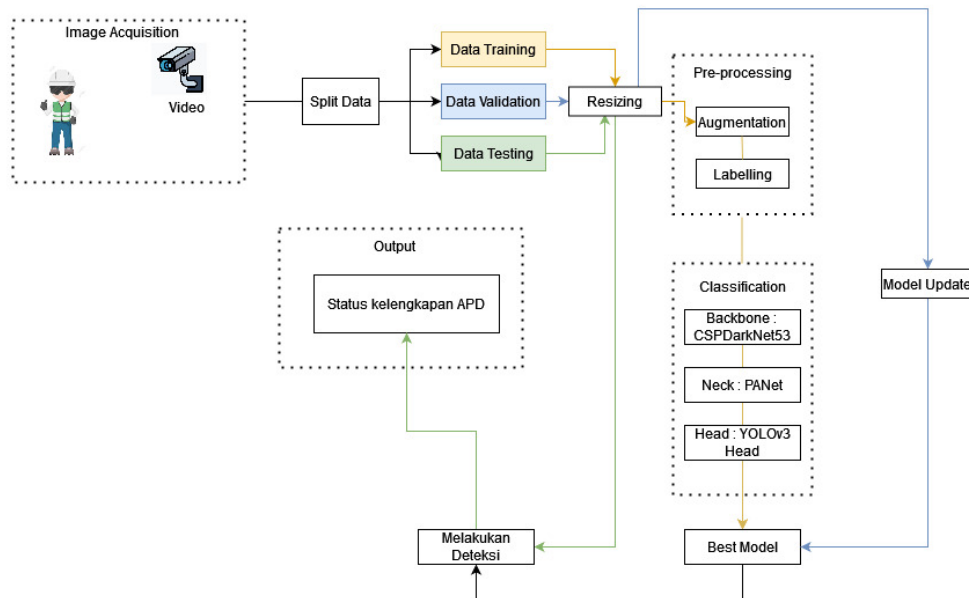 Image Acquisition
Video
Split Data
Data Training
Data Validation
Data Testing
Resizing
Pre-processing
Augmentation
Labelling
Output
Status kelengkapan APD
Classification
Backbone :
CSPDarkNet53
Neck : PANet
Head : YOLOv3
Head
Model Update
Melakukan
Deteksi
Best Model